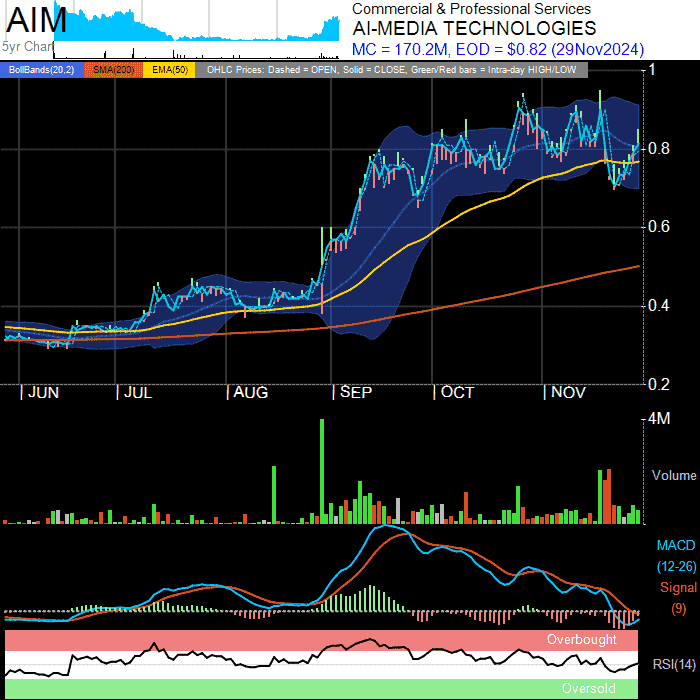 AIM
5yr Chart
Commercial & Professional Services
AI-MEDIA TECHNOLOGIES
MC = 170.2M, EOD = $0.82 (29Nov2024)
BollBands(20,2) SMA(200) EMA(50) OHLC Prices: Dashed = OPEN, Solid = CLOSE, Green/Red bars = Intra-day HIGH/LOW
1
0.8
0.6
0.4
0.2
JUN JUL AUG SEP OCT NOV
4M
Volume
MACD
(12-26)
Signal
(9)
Overbought
RSI(14)
Oversold